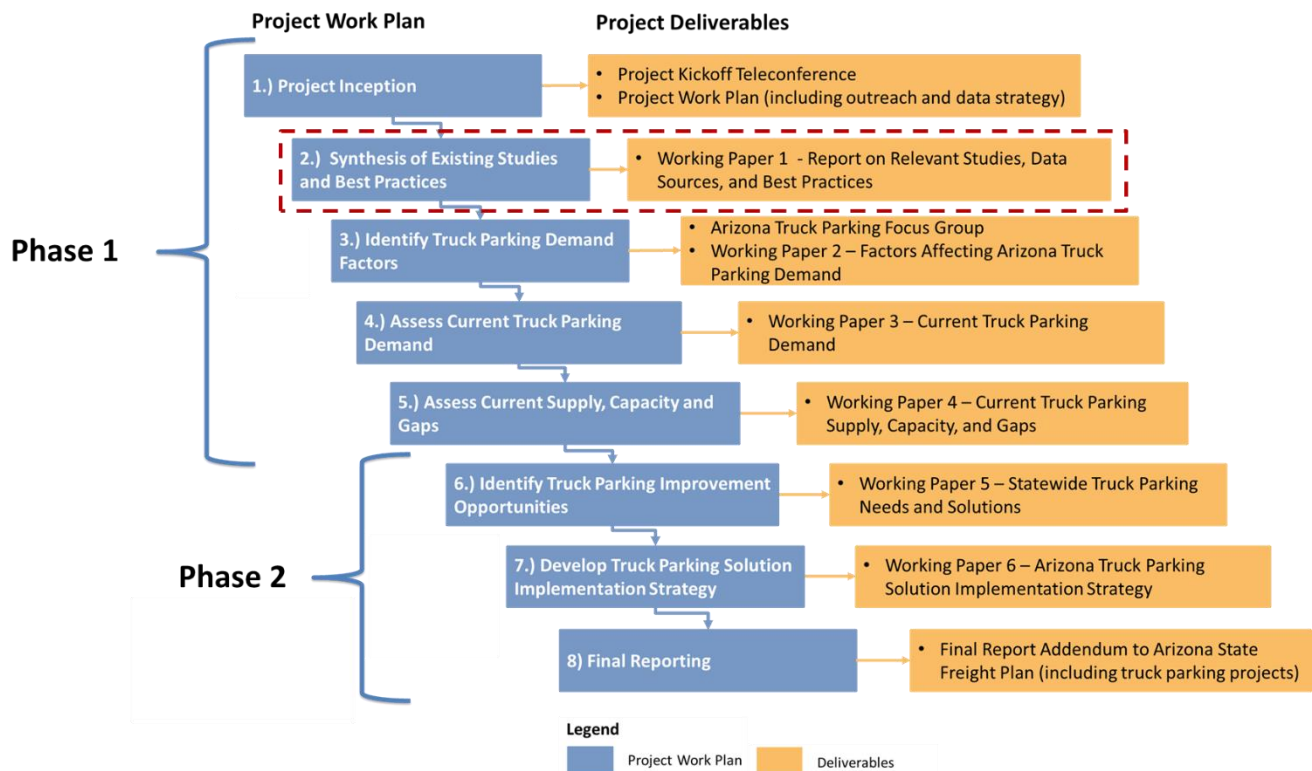 Project Work Plan
Project Deliverables
Phase 1
1.) Project Inception
• Project Kickoff Teleconference
• Project Work Plan (including outreach and data strategy)
2.) Synthesis of Existing Studies
and Best Practices
• Working Paper 1 - Report on Relevant Studies, Data
Sources, and Best Practices
3.) Identify Truck Parking Demand
Factors
• Arizona Truck Parking Focus Group
• Working Paper 2 – Factors Affecting Arizona Truck
Parking Demand
4.) Assess Current Truck Parking
Demand
• Working Paper 3 – Current Truck Parking
Demand
5.) Assess Current Supply, Capacity and
Gaps
• Working Paper 4 – Current Truck Parking
Supply, Capacity, and Gaps
Phase 2
6.) Identify Truck Parking Improvement
Opportunities
• Working Paper 5 – Statewide Truck Parking
Needs and Solutions
7.) Develop Truck Parking Solution
Implementation Strategy
• Working Paper 6 – Arizona Truck Parking
Solution Implementation Strategy
8) Final Reporting
• Final Report Addendum to Arizona State
Freight Plan (including truck parking projects)
Legend
Project Work Plan
Deliverables